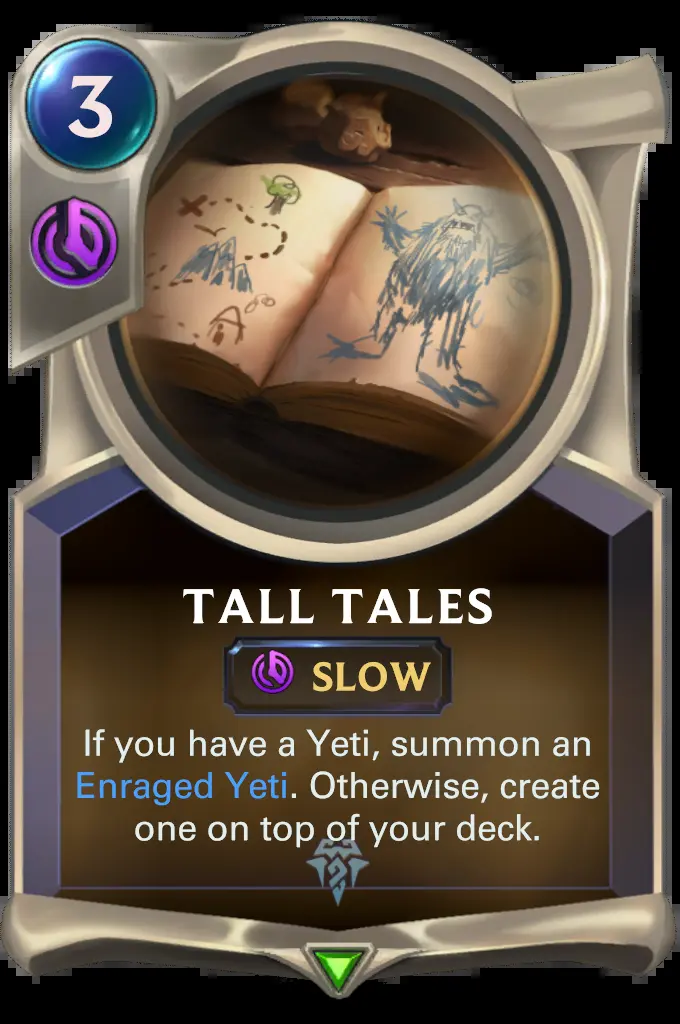 3
TALL TALES
SLOW
If you have a Yeti, summon an
Enraged Yeti. Otherwise, create
one on top of your deck.